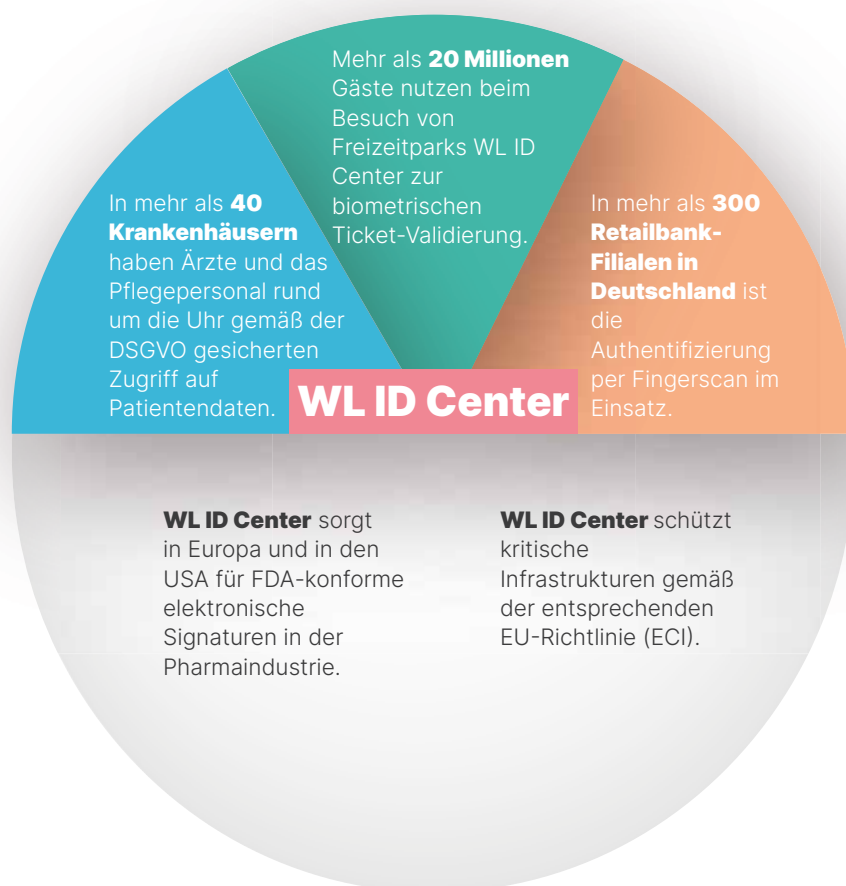 Mehr als 20 Millionen
Gäste nutzen beim
Besuch von
Freizeitparks WL ID
Center zur
biometrischen
Ticket-Validierung.
In mehr als 40
Krankenhäusern
haben Ärzte und das
Pflegepersonal rund
um die Uhr gemäß der
DSGVO gesicherten
Zugriff auf
Patientendaten.
In mehr als 300
Retailbank-
Filialen in
Deutschland ist
die
Authentifizierung
per Fingerscan im
Einsatz.
WL ID Center
WL ID Center sorgt
in Europa und in den
USA für FDA-konforme
elektronische
Signaturen in der
Pharmaindustrie.
WL ID Center schützt
kritische
Infrastrukturen gemäß
der entsprechenden
EU-Richtlinie (ECI).